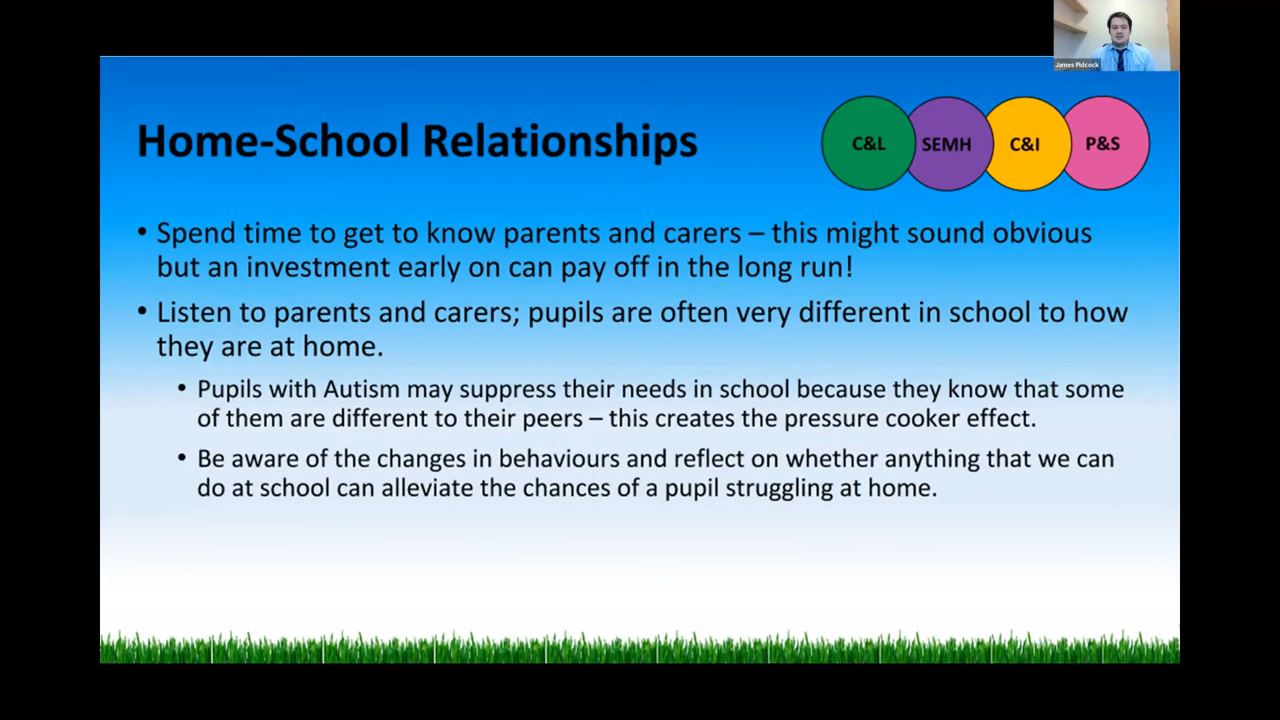 James Pidcock
Home-School Relationships
C&L
SEMH
C&I
P&S
• Spend time to get to know parents and carers – this might sound obvious
but an investment early on can pay off in the long run!
• Listen to parents and carers; pupils are often very different in school to how
they are at home.
• Pupils with Autism may suppress their needs in school because they know that some
of them are different to their peers – this creates the pressure cooker effect.
• Be aware of the changes in behaviours and reflect on whether anything that we can
do at school can alleviate the chances of a pupil struggling at home.